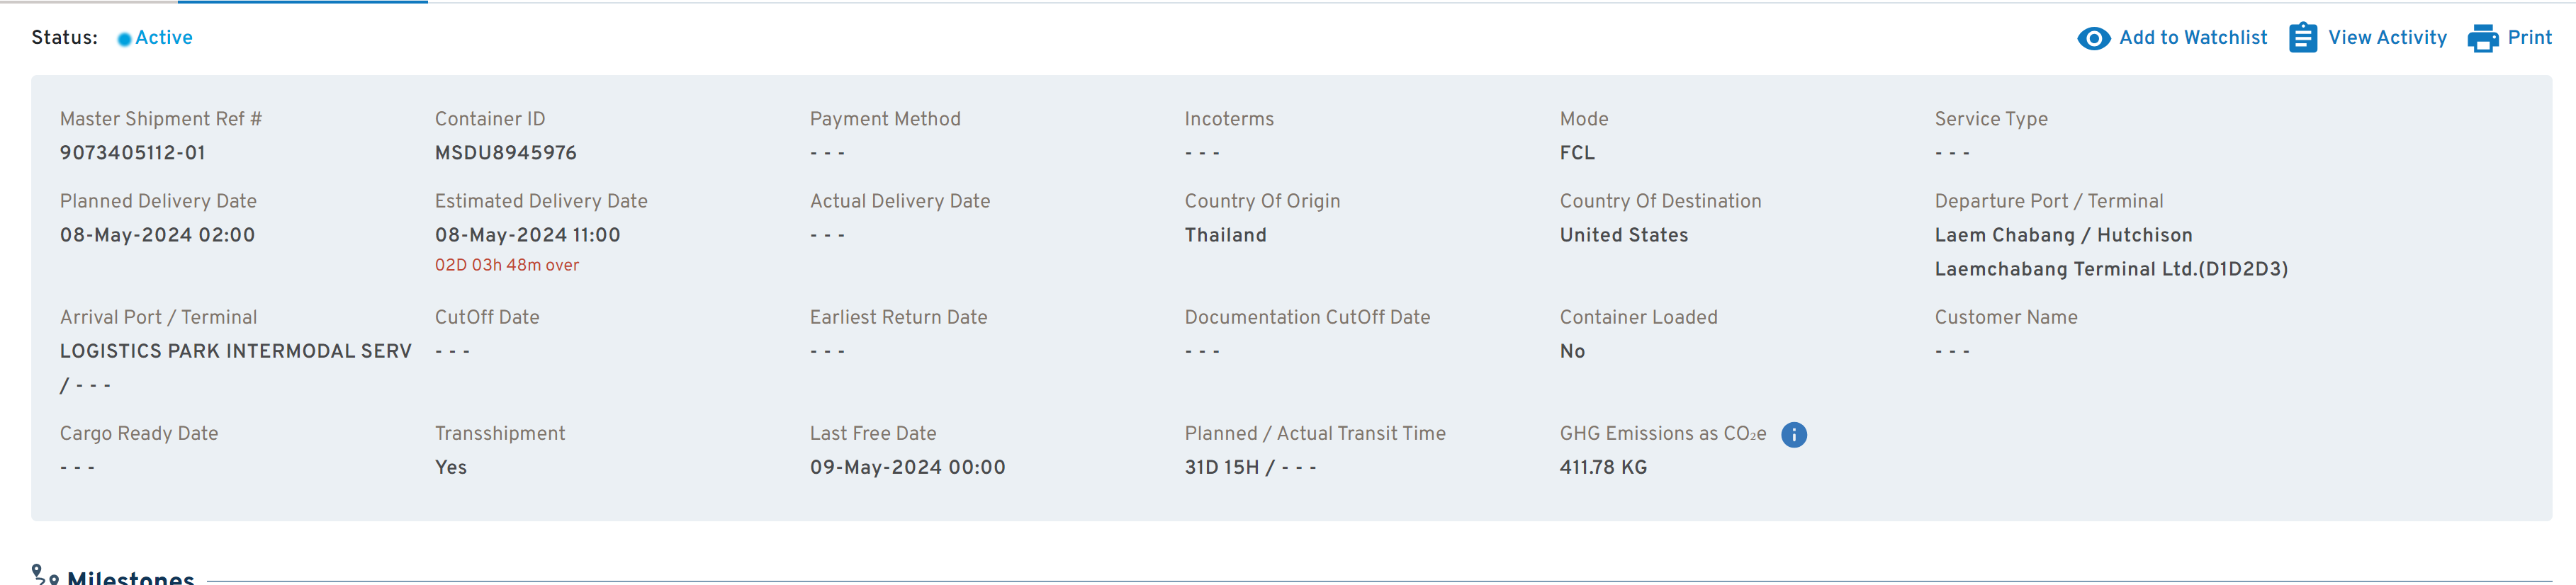 Status: Active
Add to Watchlist View Activity Print
Master Shipment Ref # Container ID Payment Method Incoterms Mode Service Type
9073405112-01 MSDU8945976 - - - - - - FCL - - -
Planned Delivery Date Estimated Delivery Date Actual Delivery Date Country Of Origin Country Of Destination Departure Port / Terminal
08-May-2024 02:00 08-May-2024 11:00 - - - Thailand United States Laem Chabang / Hutchison
02D 03h 48m over Laemchabang Terminal Ltd.(D1D2D3)
Arrival Port / Terminal CutOff Date Earliest Return Date Documentation CutOff Date Container Loaded Customer Name
LOGISTICS PARK INTERMODAL SERV - - - - - - - - - No - - -
/ - - -
Cargo Ready Date Transshipment Last Free Date Planned / Actual Transit Time GHG Emissions as CO₂e i
- - - Yes 09-May-2024 00:00 31D 15H / - - - 411.78 KG
Milestones